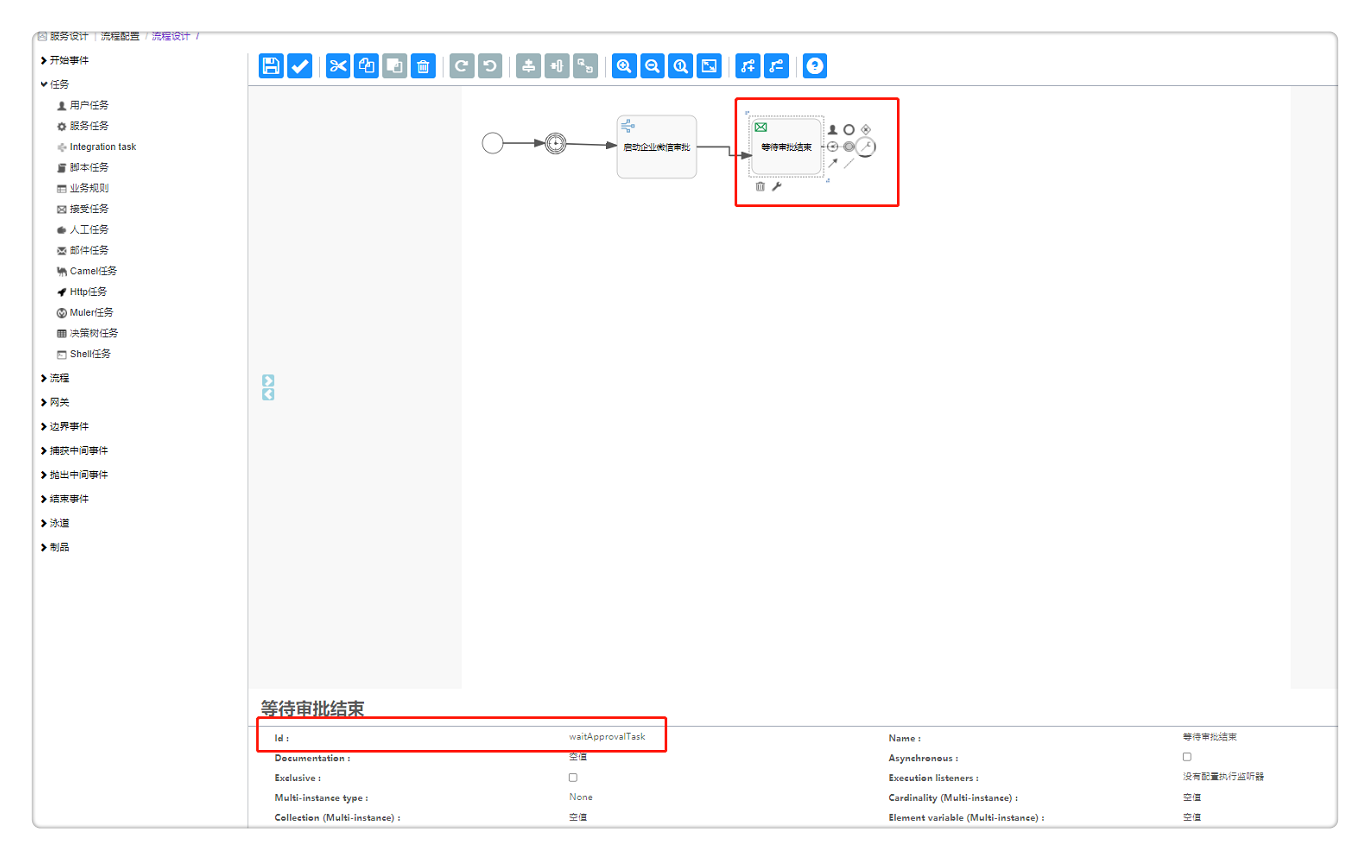 服务设计 / 流程配置 / 流程设计 /
开始事件
任务
用户任务
服务任务
Integration task
脚本任务
业务规则
接受任务
人工任务
邮件任务
Camel任务
Http任务
Muler任务
决策树任务
Shell任务
流程
网关
边界事件
捕获中间事件
抛出中间事件
结束事件
泳道
制品
启动企业微信审批
等待审批结束
等待审批结束
Id : waitApprovalTask Name : 等待审批结束
Documentation : 空值 Asynchronous :
Exclusive : Execution listeners : 没有配置执行监听器
Multi-instance type : None Cardinality (Multi-instance) : 空值
Collection (Multi-instance) : 空值 Element variable (Multi-instance) : 空值